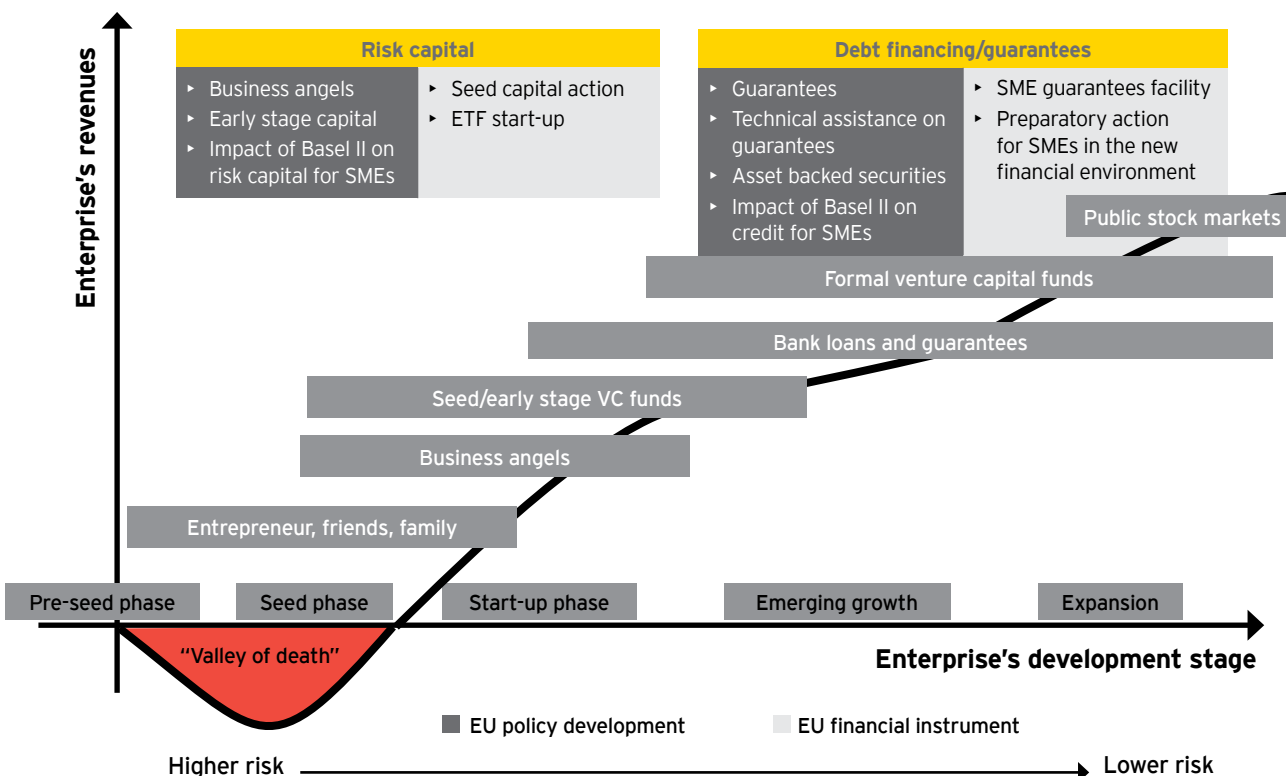 Enterprise's revenues
Risk capital
▸ Business angels
▸ Early stage capital
▸ Impact of Basel II on
risk capital for SMEs
▸ Seed capital action
▸ ETF start-up
Debt financing/guarantees
▸ Guarantees
▸ Technical assistance on
guarantees
▸ Asset backed securities
▸ Impact of Basel II on
credit for SMEs
▸ SME guarantees facility
▸ Preparatory action
for SMEs in the new
financial environment
Public stock markets
Formal venture capital funds
Bank loans and guarantees
Seed/early stage VC funds
Business angels
Entrepreneur, friends, family
Pre-seed phase
Seed phase
Start-up phase
Emerging growth
Expansion
"Valley of death"
Enterprise's development stage
EU policy development
EU financial instrument
Higher risk
Lower risk